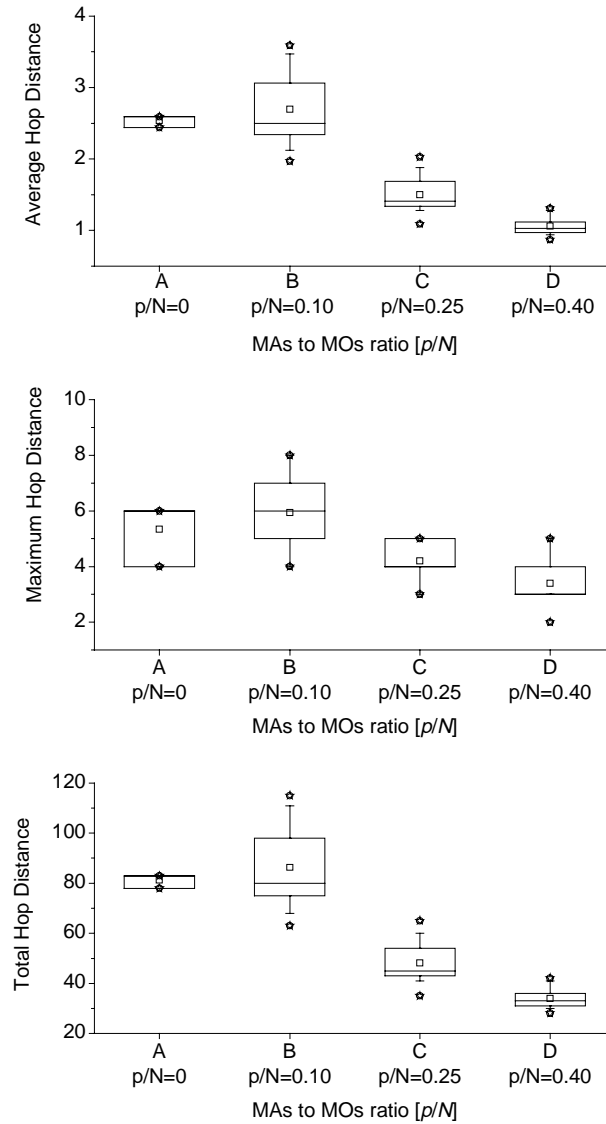 4
3
2
1
Average Hop Distance
A B C D
p/N=0 p/N=0.10 p/N=0.25 p/N=0.40
MAs to MOs ratio [p/N]
10
8
6
4
2
Maximum Hop Distance
A B C D
p/N=0 p/N=0.10 p/N=0.25 p/N=0.40
MAs to MOs ratio [p/N]
120
100
80
60
40
20
Total Hop Distance
A B C D
p/N=0 p/N=0.10 p/N=0.25 p/N=0.40
MAs to MOs ratio [p/N]